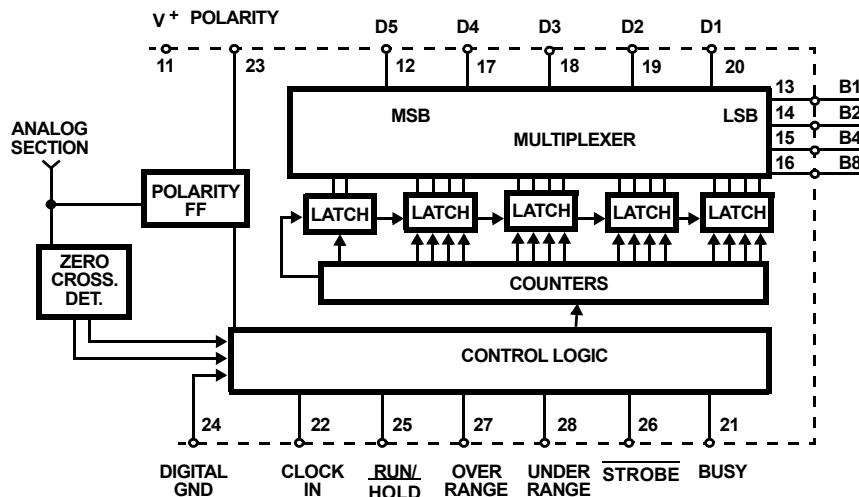 V+ POLARITY D5 D4 D3 D2 D1
11 23 12 17 18 19 20
13 B1
14 B2
15 B4
16 B8
MSB LSB
MULTIPLEXER
ANALOG
SECTION
POLARITY
FF
LATCH LATCH LATCH LATCH LATCH
ZERO
CROSS.
DET.
COUNTERS
CONTROL LOGIC
24 22 25 27 28 26 21
DIGITAL
GND
CLOCK
IN
RUN/
HOLD
OVER
RANGE
UNDER
RANGE
STROBE
BUSY